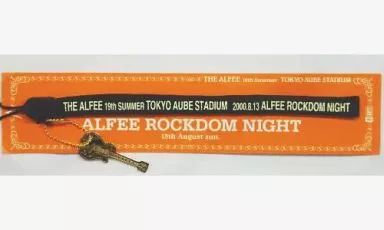 THE ALFEE 19th Summer TOKYO AUBE STADIUM
THE ALFEE 19th SUMMER TOKYO AUBE STADIUM 2000.8.13 ALFEE ROCKDOM NIGHT
ALFEE ROCKDOM NIGHT
13th August 2000.